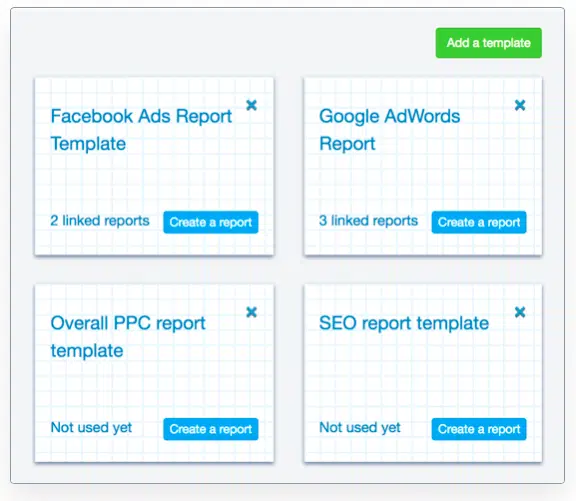 Add a template
Facebook Ads Report
Template
2 linked reports
Create a report
Google AdWords
Report
3 linked reports
Create a report
Overall PPC report
template
Not used yet
Create a report
SEO report template
Not used yet
Create a report